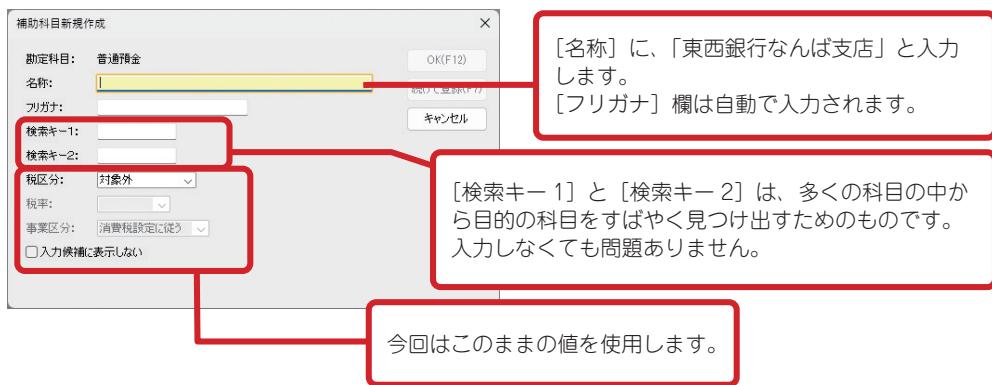 補助科目新規作成
勘定科目: 普通預金
OK(F12)
名称:
続けて登録(F7)
フリガナ:
キャンセル
検索キー1:
検索キー2:
税区分: 対象外
税率:
事業区分: 消費税設定に従う
入力候補に表示しない
[名称] に、「東西銀行なんば支店」と入力
します。
[フリガナ] 欄は自動で入力されます。
[検索キー 1] と [検索キー 2] は、多くの科目の中か
ら目的の科目をすばやく見つけ出すためのものです。
入力しなくても問題ありません。
今回はこのままの値を使用します。